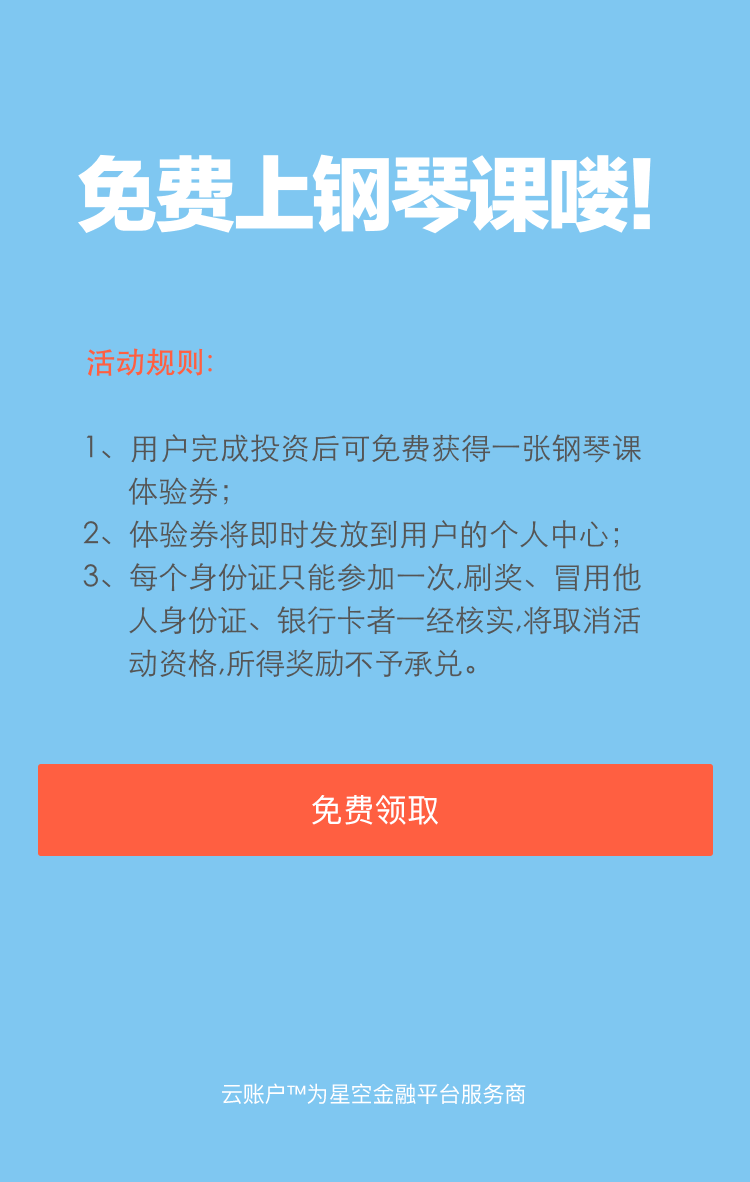 免费上钢琴课喽!
活动规则:
1、用户完成投资后可免费获得一张钢琴课
体验券;
2、体验券将即时发放到用户的个人中心;
3、每个身份证只能参加一次,刷奖、冒用他
人身份证、银行卡者一经核实,将取消活
动资格,所得奖励不予承兑。
免费领取
云账户™为星空金融平台服务商